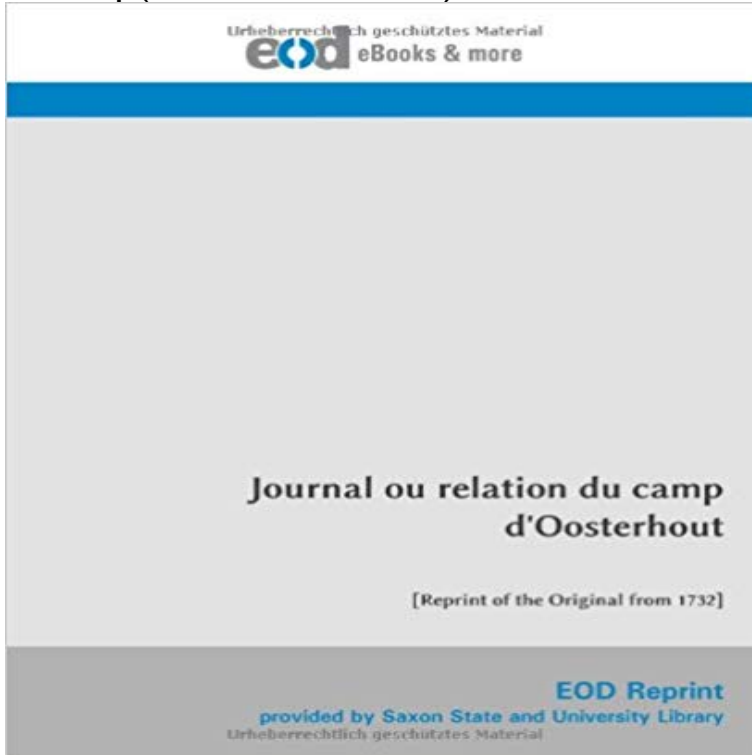 Urheberrechtlich geschütztes Material
eod eBooks & more
Journal ou relation du camp
d'Oosterhout
[Reprint of the Original from 1732]
EOD Reprint
provided by Saxon State and University Library
Urheberrechtlich geschütztes Material